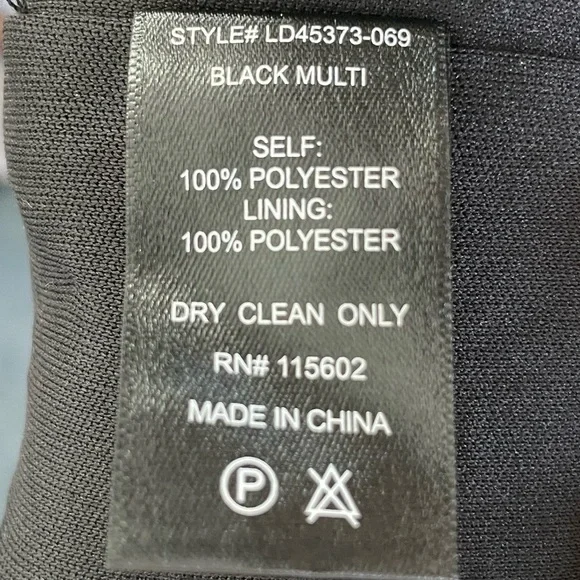 STYLE# LD45373-069
BLACK MULTI
SELF:
100% POLYESTER
LINING:
100% POLYESTER
DRY CLEAN ONLY
RN# 115602
MADE IN CHINA
P